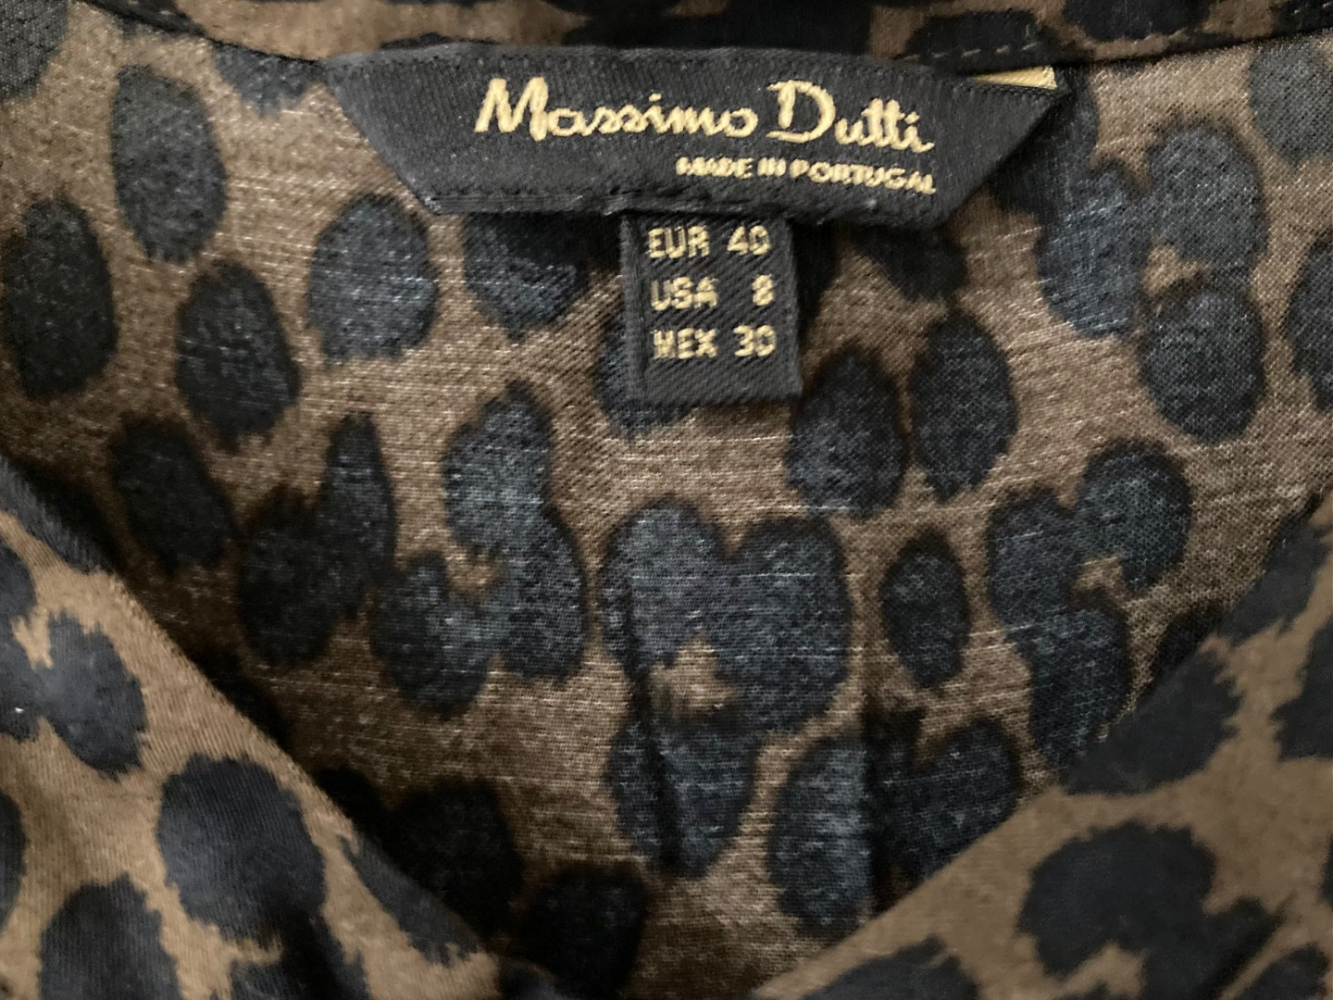 Massimo Dutti
MADE IN PORTUGAL
EUR 40
USA 8
MEX 30